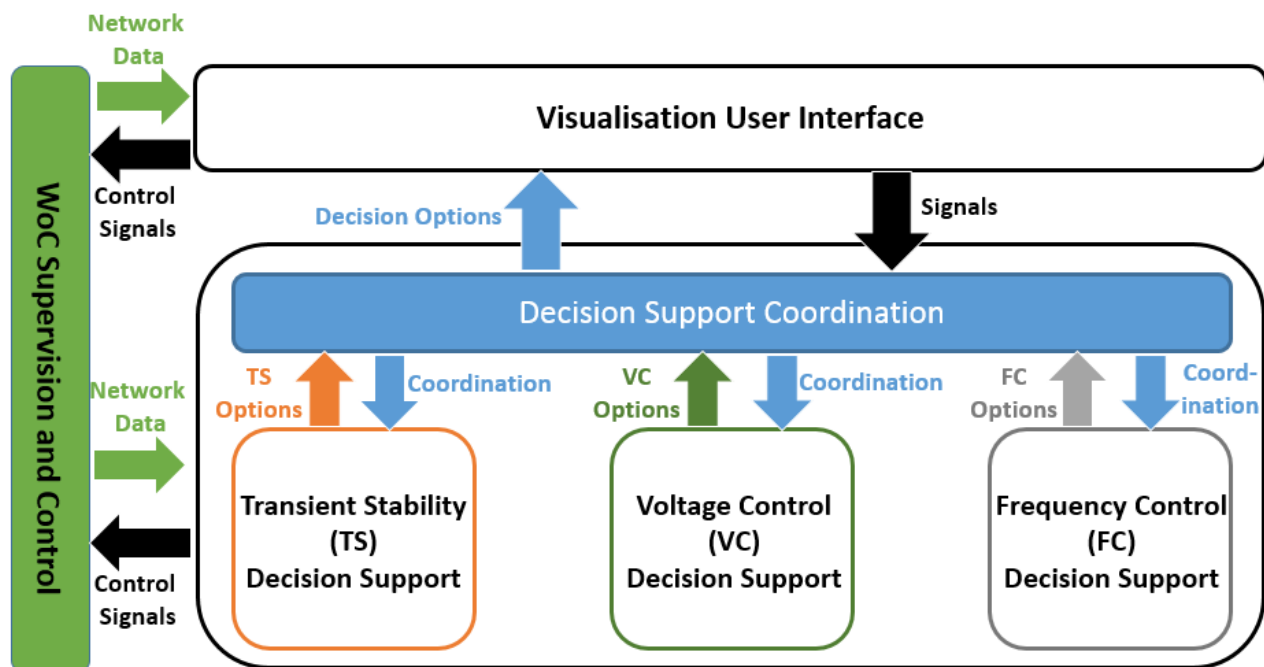 Network
Data
Visualisation User Interface
Control
Signals
Decision Options
Signals
WoC Supervision and Control
Decision Support Coordination
TS
Options
Coordination
VC
Options
Coordination
FC
Options
Coord-
ination
Network
Data
Transient Stability
(TS)
Decision Support
Voltage Control
(VC)
Decision Support
Frequency Control
(FC)
Decision Support
Control
Signals